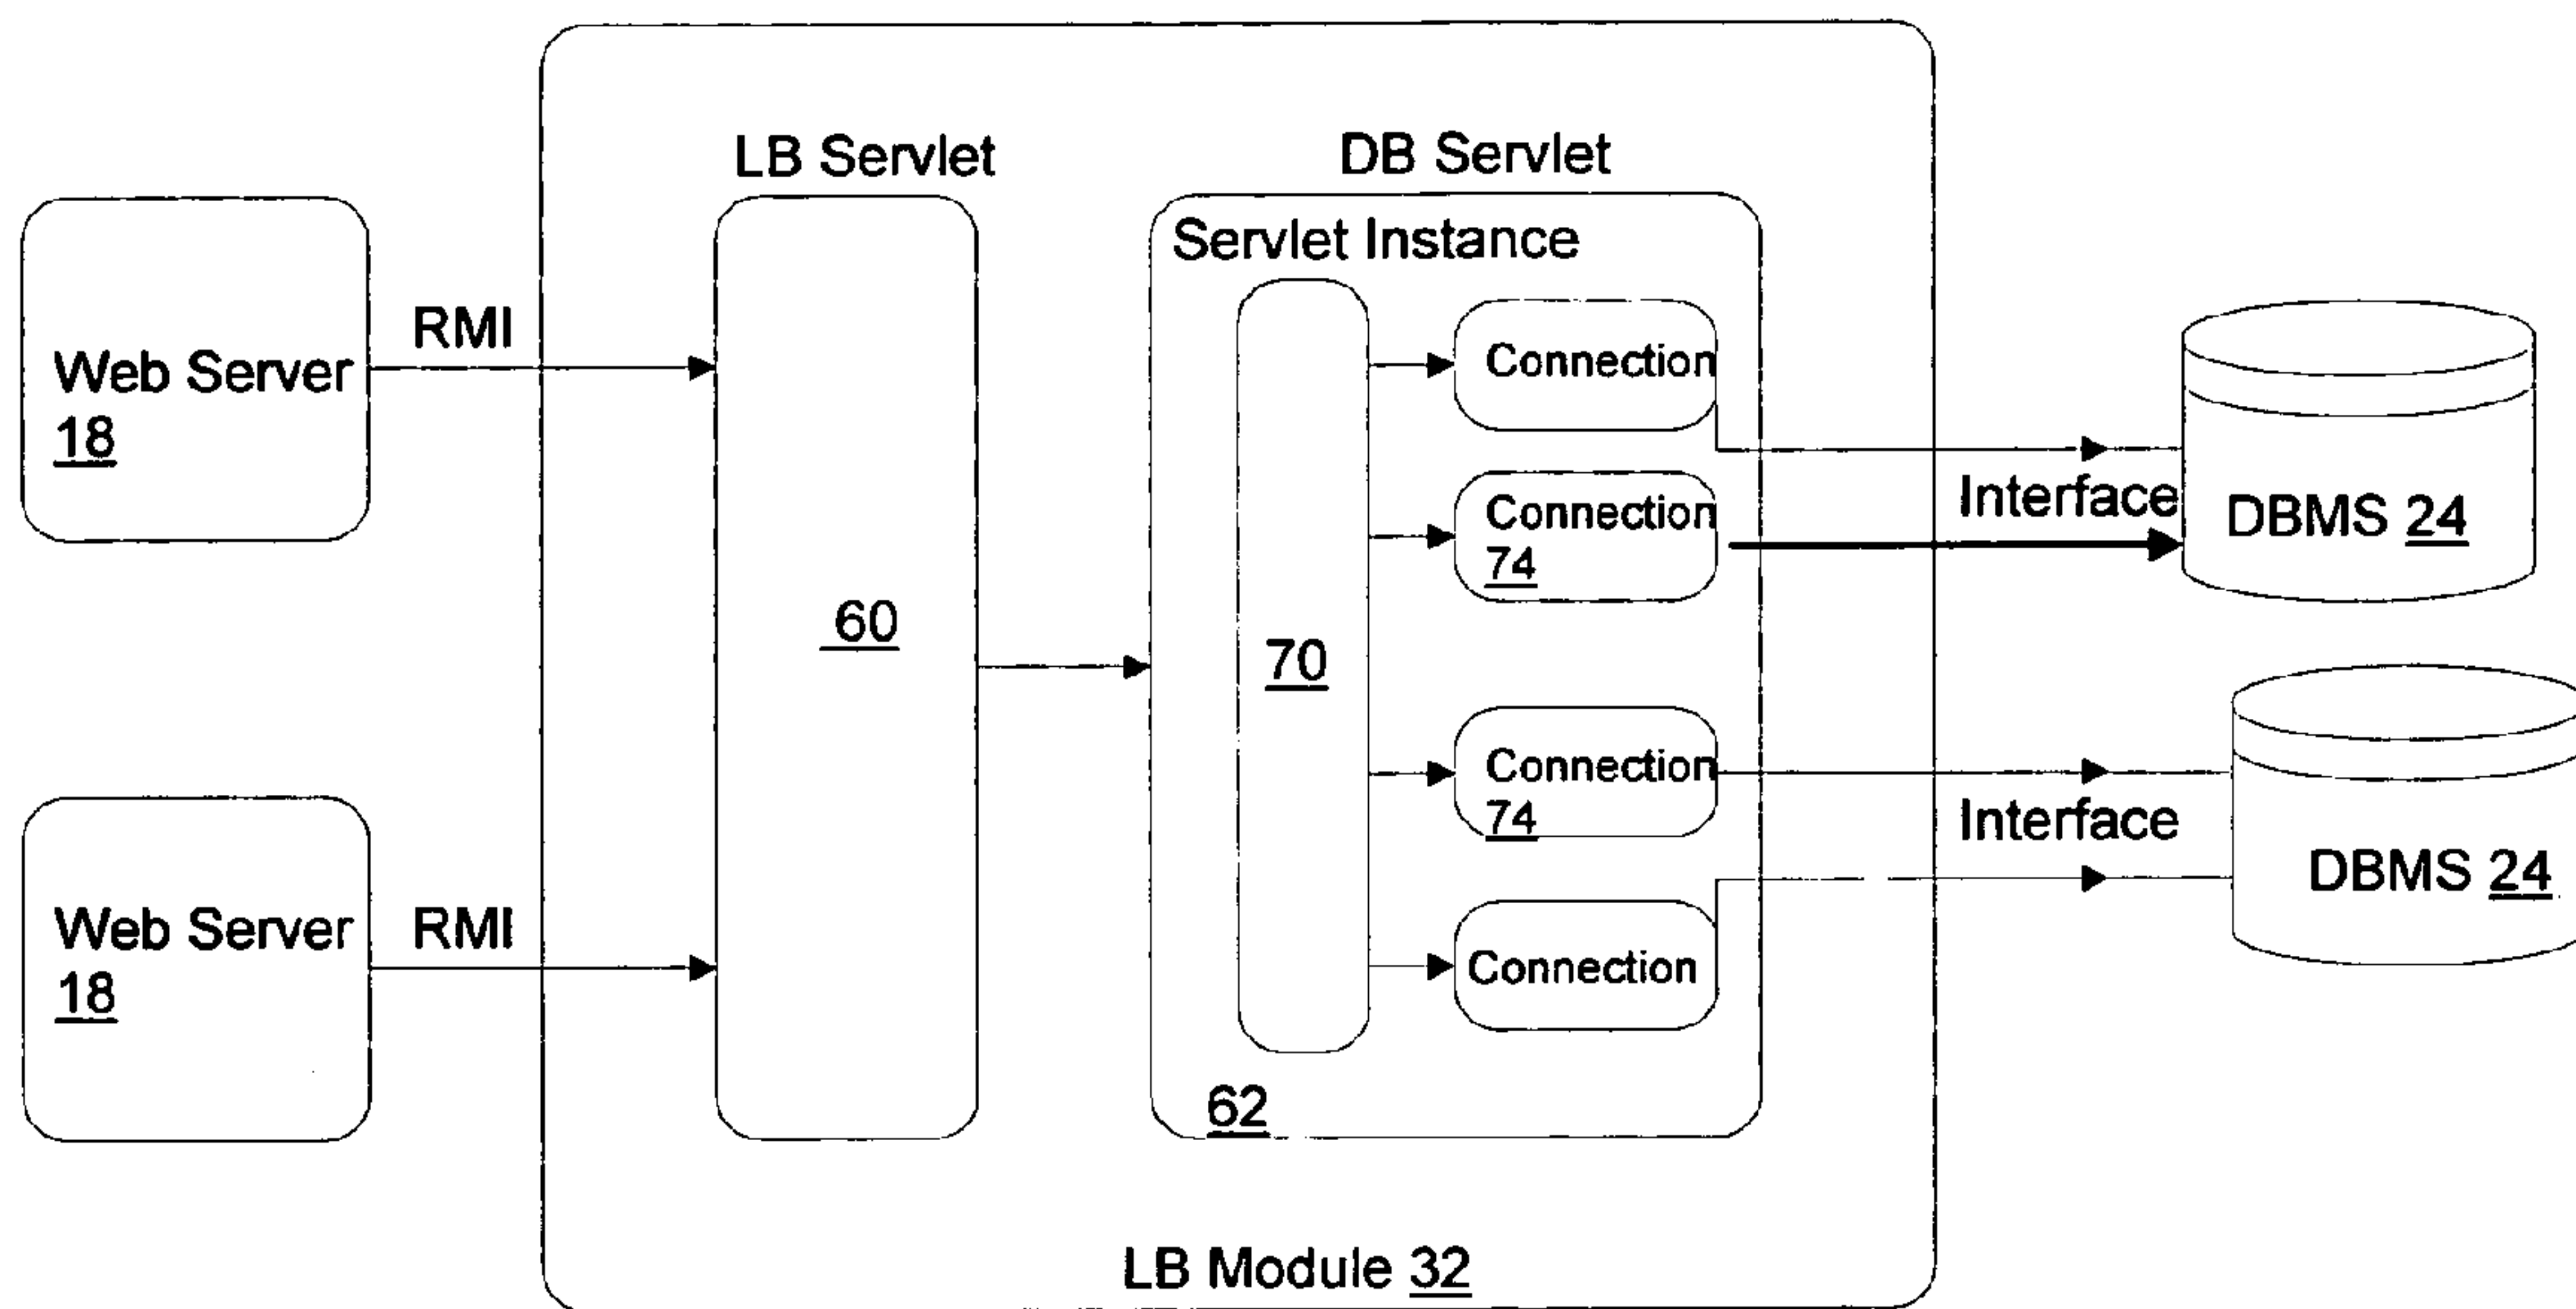 LB Servlet
DB Servlet
Servlet Instance
Web Server
18
RMI
60
70
Connection
Connection
74
Interface
DBMS 24
Web Server
18
RMI
Connection
74
Connection
Interface
DBMS 24
62
LB Module 32